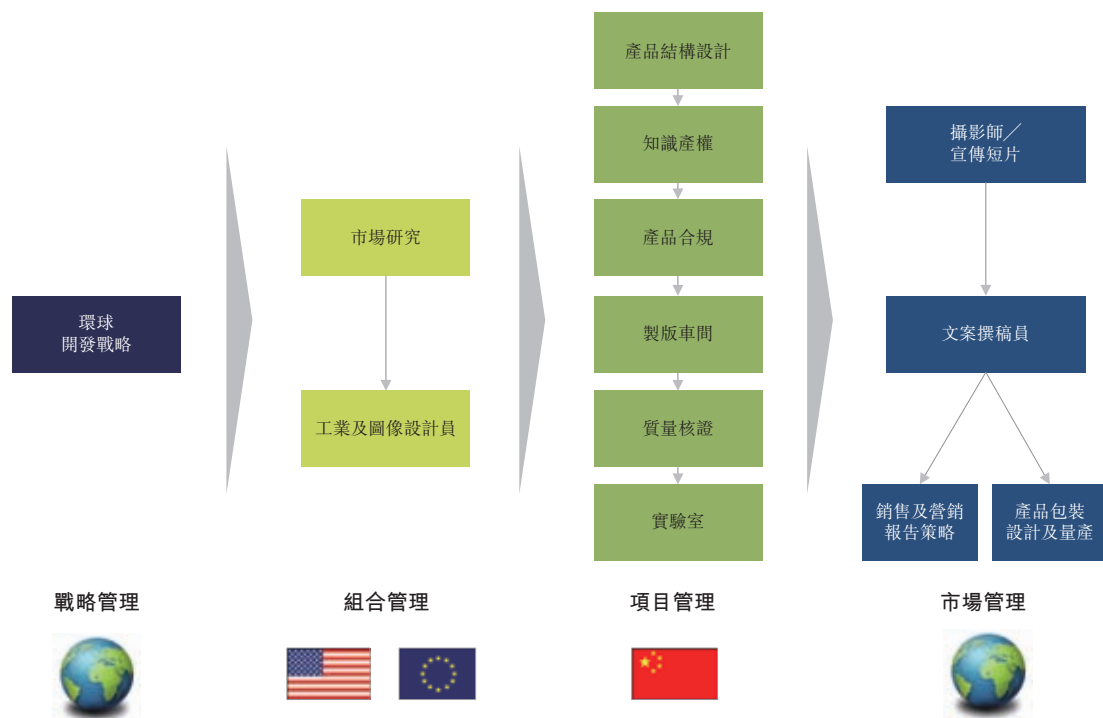 環球
開發戰略
戰略管理
市場研究
工業及圖像設計員
組合管理
產品結構設計
知識產權
產品合規
製版車間
質量核證
實驗室
項目管理
攝影師／
宣傳短片
文案撰稿員
銷售及營銷
報告策略
產品包裝
設計及量產
市場管理